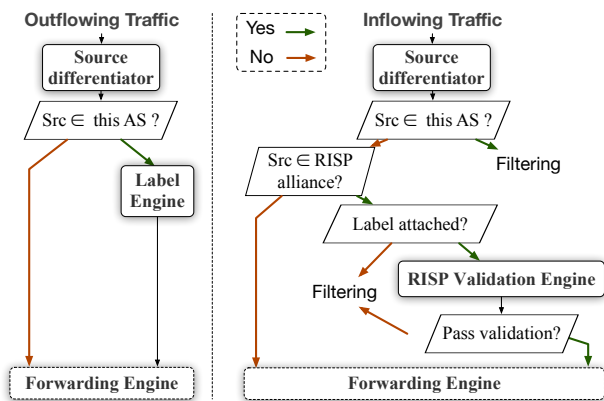 Outflowing Traffic
Source
differentiator
Src ∈ this AS ?
Label
Engine
Forwarding Engine
Yes
No
Inflowing Traffic
Source
differentiator
Src ∈ this AS ?
Filtering
Src ∈ RISP
alliance?
Label attached?
Filtering
RISP Validation Engine
Pass validation?
Forwarding Engine